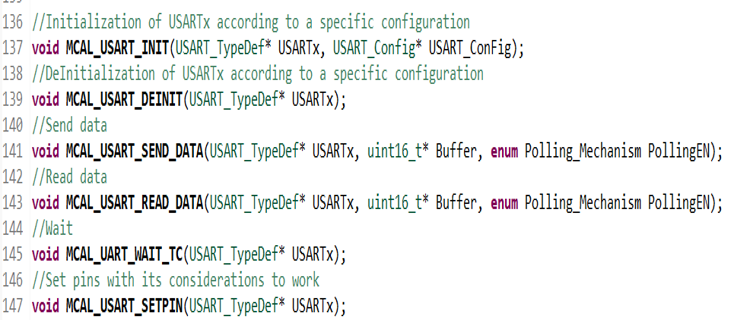 136 //Initialization of USARTx according to a specific configuration
137 void MCAL_USART_INIT(USART_TypeDef* USARTx, USART_Config* USART_ConFig);
138 //DeInitialization of USARTx according to a specific configuration
139 void MCAL_USART_DEINIT(USART_TypeDef* USARTx);
140 //Send data
141 void MCAL_USART_SEND_DATA(USART_TypeDef* USARTx, uint16_t* Buffer, enum Polling_Mechanism PollingEN);
142 //Read data
143 void MCAL_USART_READ_DATA(USART_TypeDef* USARTx, uint16_t* Buffer, enum Polling_Mechanism PollingEN);
144 //Wait
145 void MCAL_UART_WAIT_TC(USART_TypeDef* USARTx);
146 //Set pins with its considerations to work
147 void MCAL_USART_SETPIN(USART_TypeDef* USARTx);